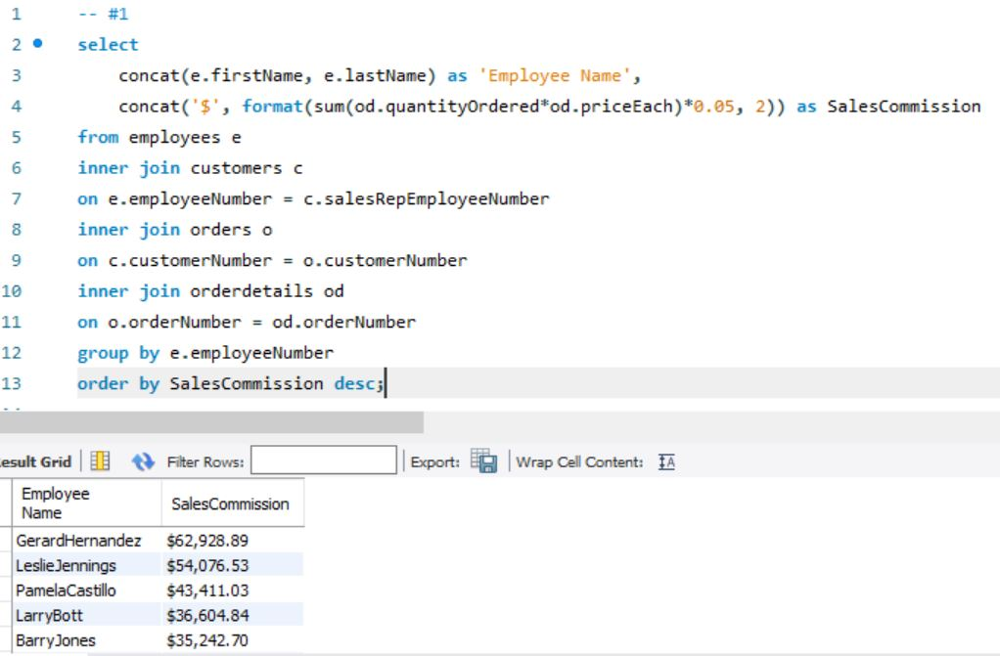 1 -- #1
2 select
3 concat(e.firstName, e.lastName) as 'Employee Name',
4 concat('$', format(sum(od.quantityOrdered*od.priceEach)*0.05, 2)) as SalesCommission
5 from employees e
6 inner join customers c
7 on e.employeeNumber = c.salesRepEmployeeNumber
8 inner join orders o
9 on c.customerNumber = o.customerNumber
10 inner join orderdetails od
11 on o.orderNumber = od.orderNumber
12 group by e.employeeNumber
13 order by SalesCommission desc;
esult Grid Filter Rows: Export: Wrap Cell Content: IA
Employee
Name SalesCommission
GerardHernandez $62,928.89
LeslieJennings $54,076.53
PamelaCastillo $43,411.03
LarryBott $36,604.84
BarryJones $35,242.70